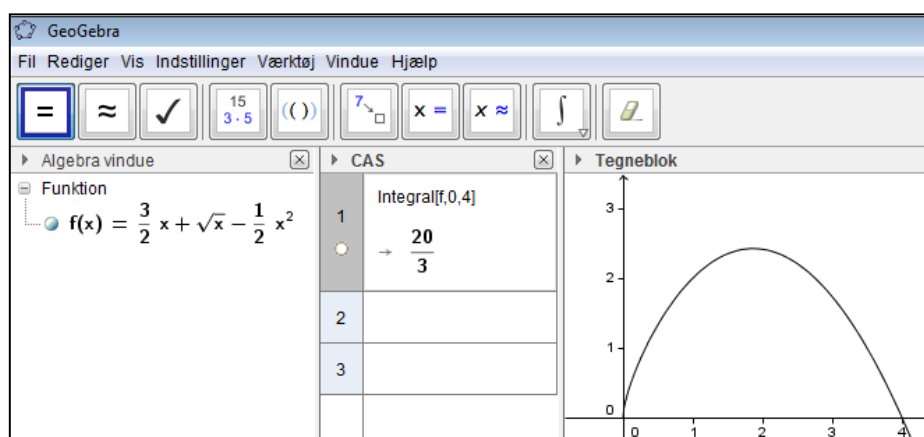 GeoGebra
Fil Rediger Vis Indstillinger Værktøj Vindue Hjælp
= ≈ ✓ 15/(3·5) (( )) 7 x = x ≈ ∫
Algebra vindue
CAS
Tegneblok
Funktion
f(x) = 3/2 x + √x − 1/2 x²
1
Integral[f,0,4]
→ 20/3
2
3
3
2
1
0
0 1 2 3 4